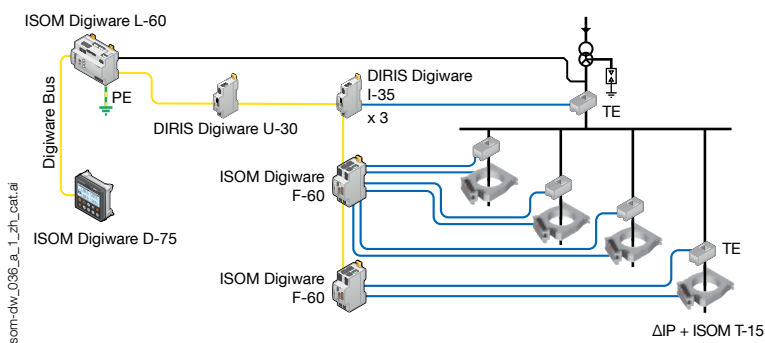 ISOM Digiware L-60
PE
Digiware Bus
DIRIS Digiware U-30
DIRIS Digiware
I-35
x 3
TE
ISOM Digiware
F-60
ISOM Digiware D-75
ISOM Digiware
F-60
TE
ΔIP + ISOM T-15
som-dw_036_a_1_zh_cat.ai